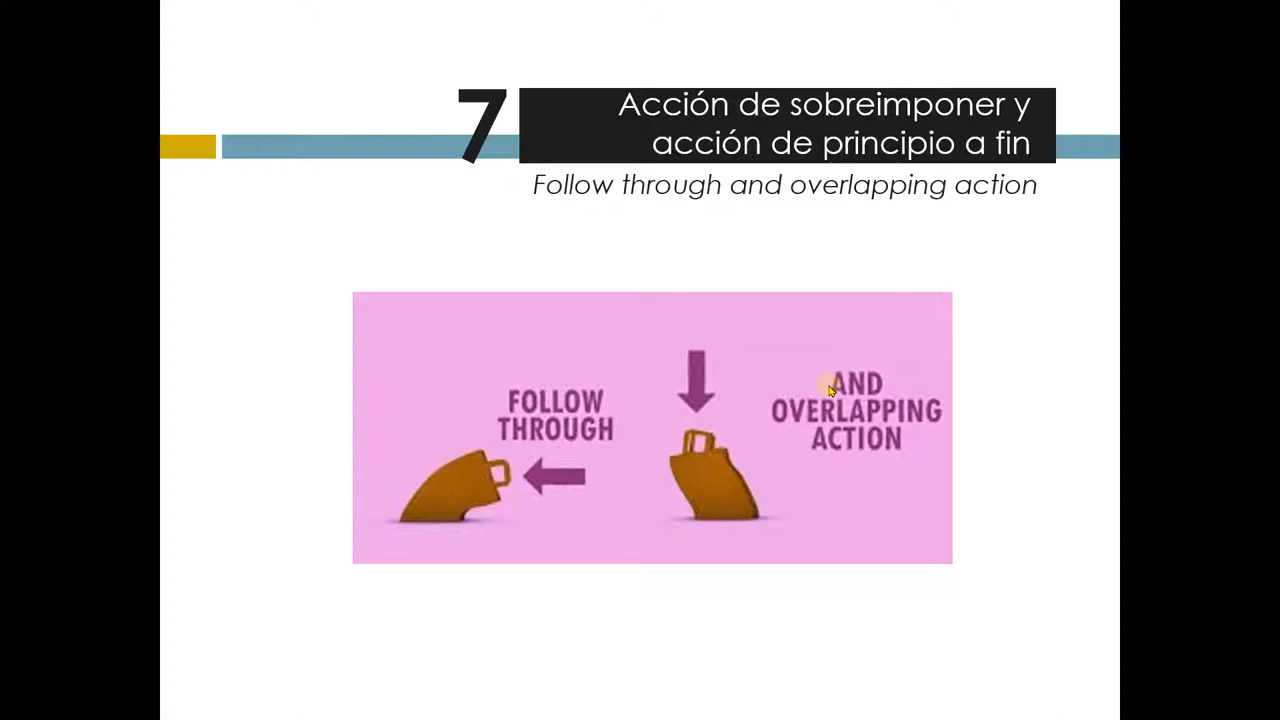 7
Acción de sobreimponer y
acción de principio a fin
Follow through and overlapping action
FOLLOW
THROUGH
AND
OVERLAPPING
ACTION